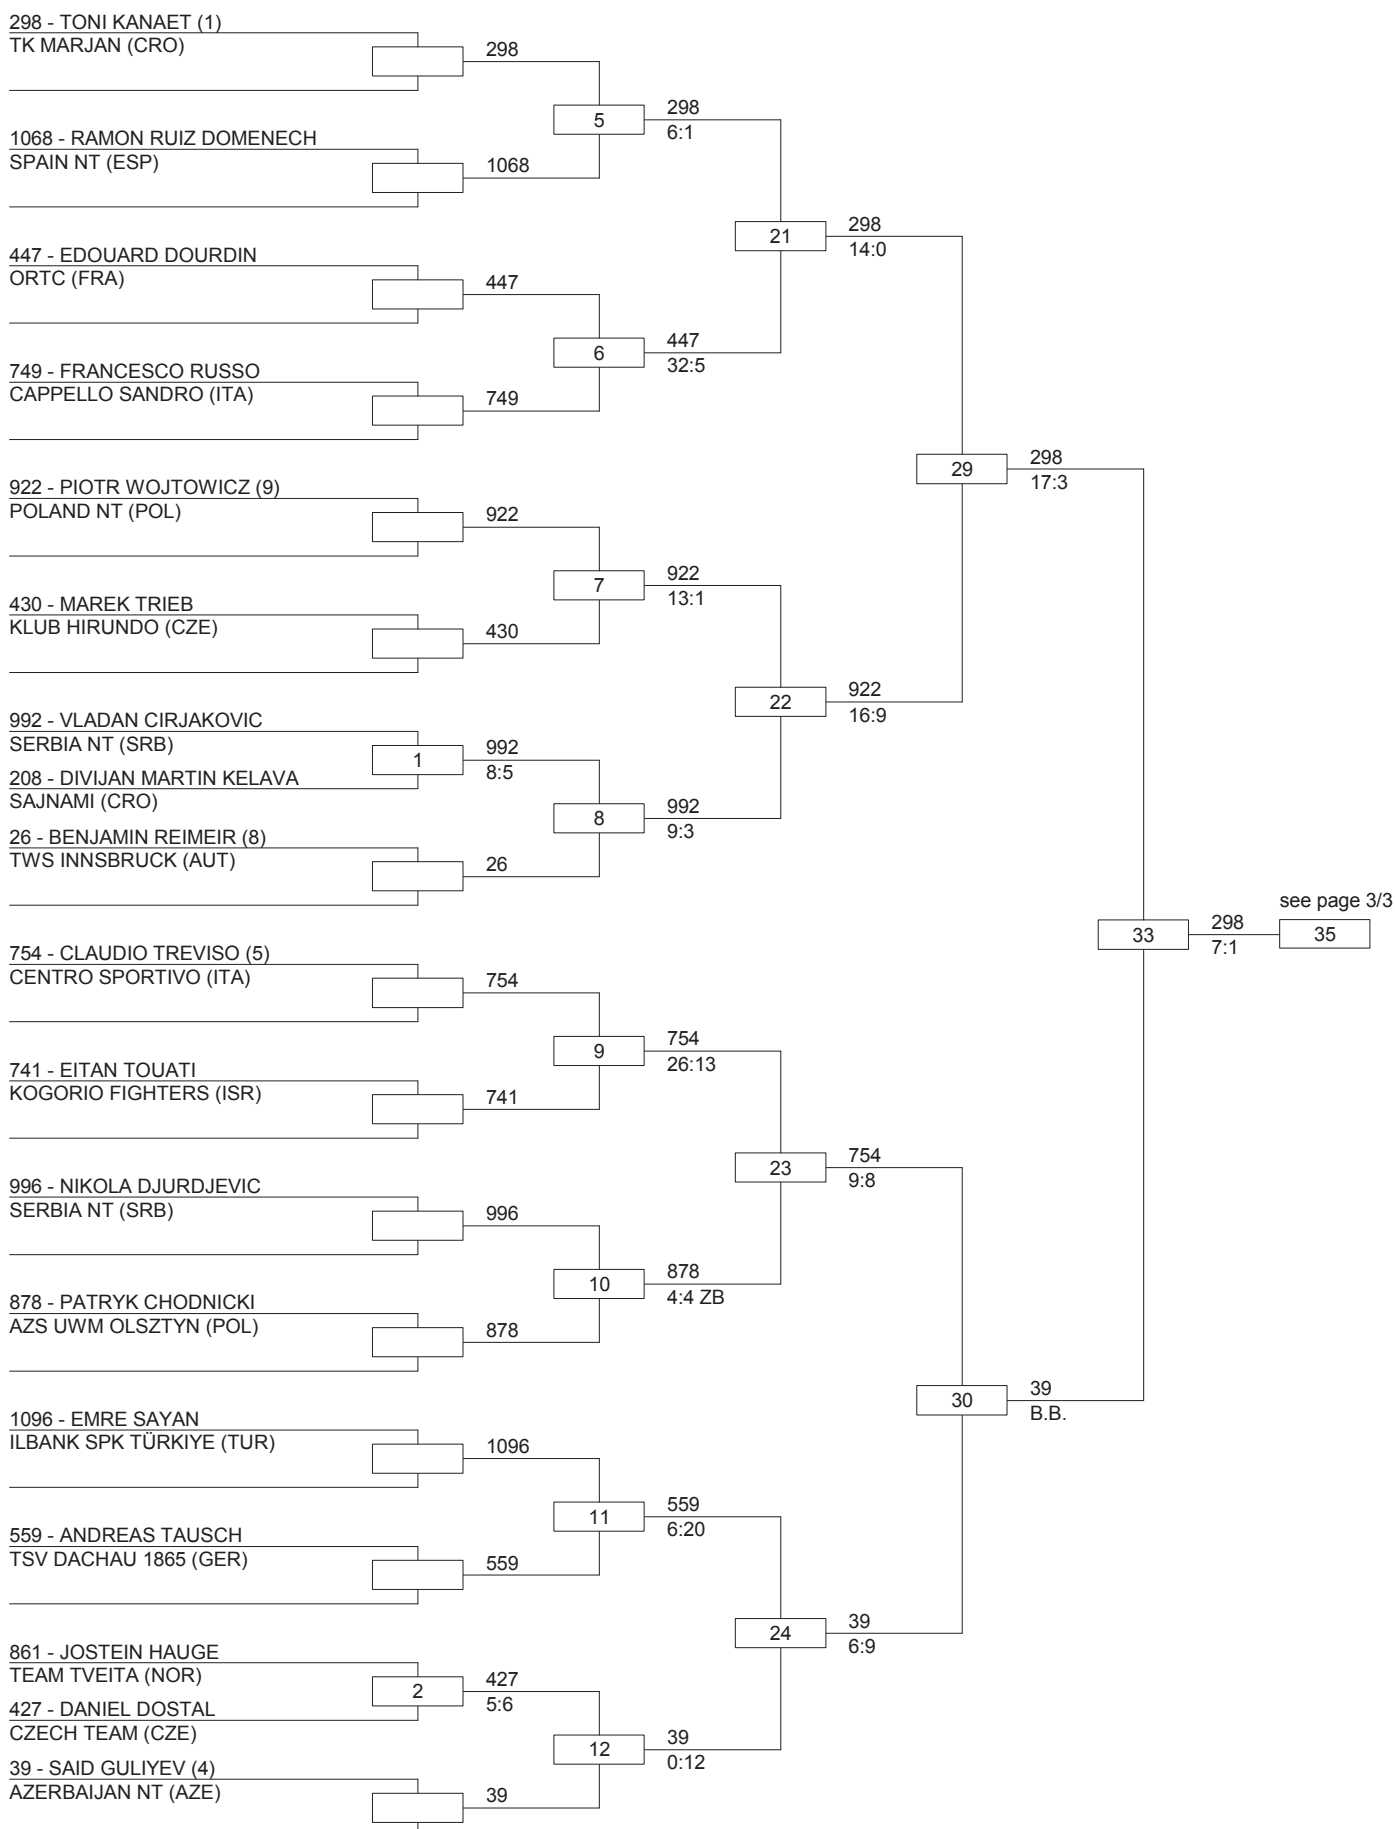 298 - TONI KANAET (1)
TK MARJAN (CRO)
298
5
298
6:1
1068 - RAMON RUIZ DOMENECH
SPAIN NT (ESP)
1068
21
298
14:0
447 - EDOUARD DOURDIN
ORTC (FRA)
447
6
447
32:5
749 - FRANCESCO RUSSO
CAPPELLO SANDRO (ITA)
749
29
298
17:3
922 - PIOTR WOJTOWICZ (9)
POLAND NT (POL)
922
7
922
13:1
430 - MAREK TRIEB
KLUB HIRUNDO (CZE)
430
22
922
16:9
992 - VLADAN CIRJAKOVIC
SERBIA NT (SRB)
1
992
8:5
208 - DIVIJAN MARTIN KELAVA
SAJNAMI (CRO)
8
992
9:3
26 - BENJAMIN REIMEIR (8)
TWS INNSBRUCK (AUT)
26
see page 3/3
33
298
7:1
35
754 - CLAUDIO TREVISO (5)
CENTRO SPORTIVO (ITA)
754
9
754
26:13
741 - EITAN TOUATI
KOGORIO FIGHTERS (ISR)
741
23
754
9:8
996 - NIKOLA DJURDJEVIC
SERBIA NT (SRB)
996
10
878
4:4 ZB
878 - PATRYK CHODNICKI
AZS UWM OLSZTYN (POL)
878
30
39
B.B.
1096 - EMRE SAYAN
ILBANK SPK TÜRKIYE (TUR)
1096
11
559
6:20
559 - ANDREAS TAUSCH
TSV DACHAU 1865 (GER)
559
24
39
6:9
861 - JOSTEIN HAUGE
TEAM TVEITA (NOR)
2
427
5:6
427 - DANIEL DOSTAL
CZECH TEAM (CZE)
12
39
0:12
39 - SAID GULIYEV (4)
AZERBAIJAN NT (AZE)
39